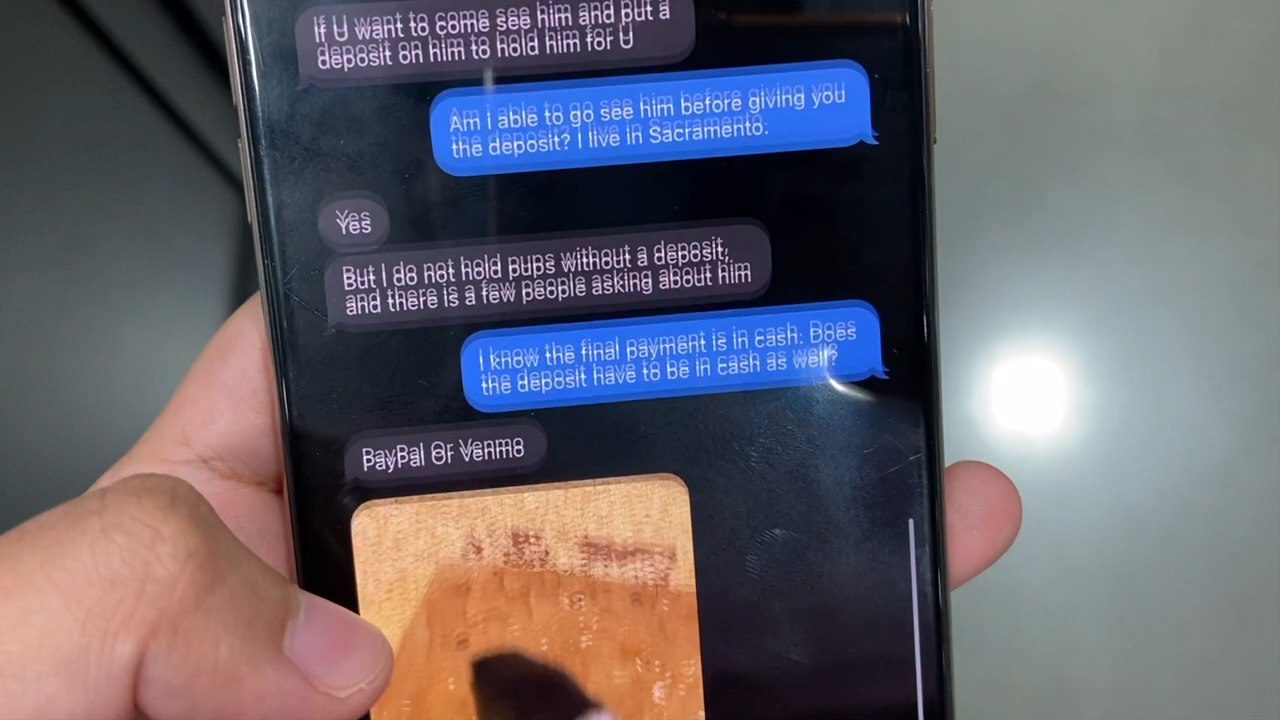 If U want to come see him and put a
deposit on him to hold him for U
Am i able to go see him before giving you
the deposit? I live in Sacramento.
Yes
But I do not hold pups without a deposit,
and there is a few people asking about him
I know the final payment is in cash. Does
the deposit have to be in cash as well?
PayPal Or Venmo